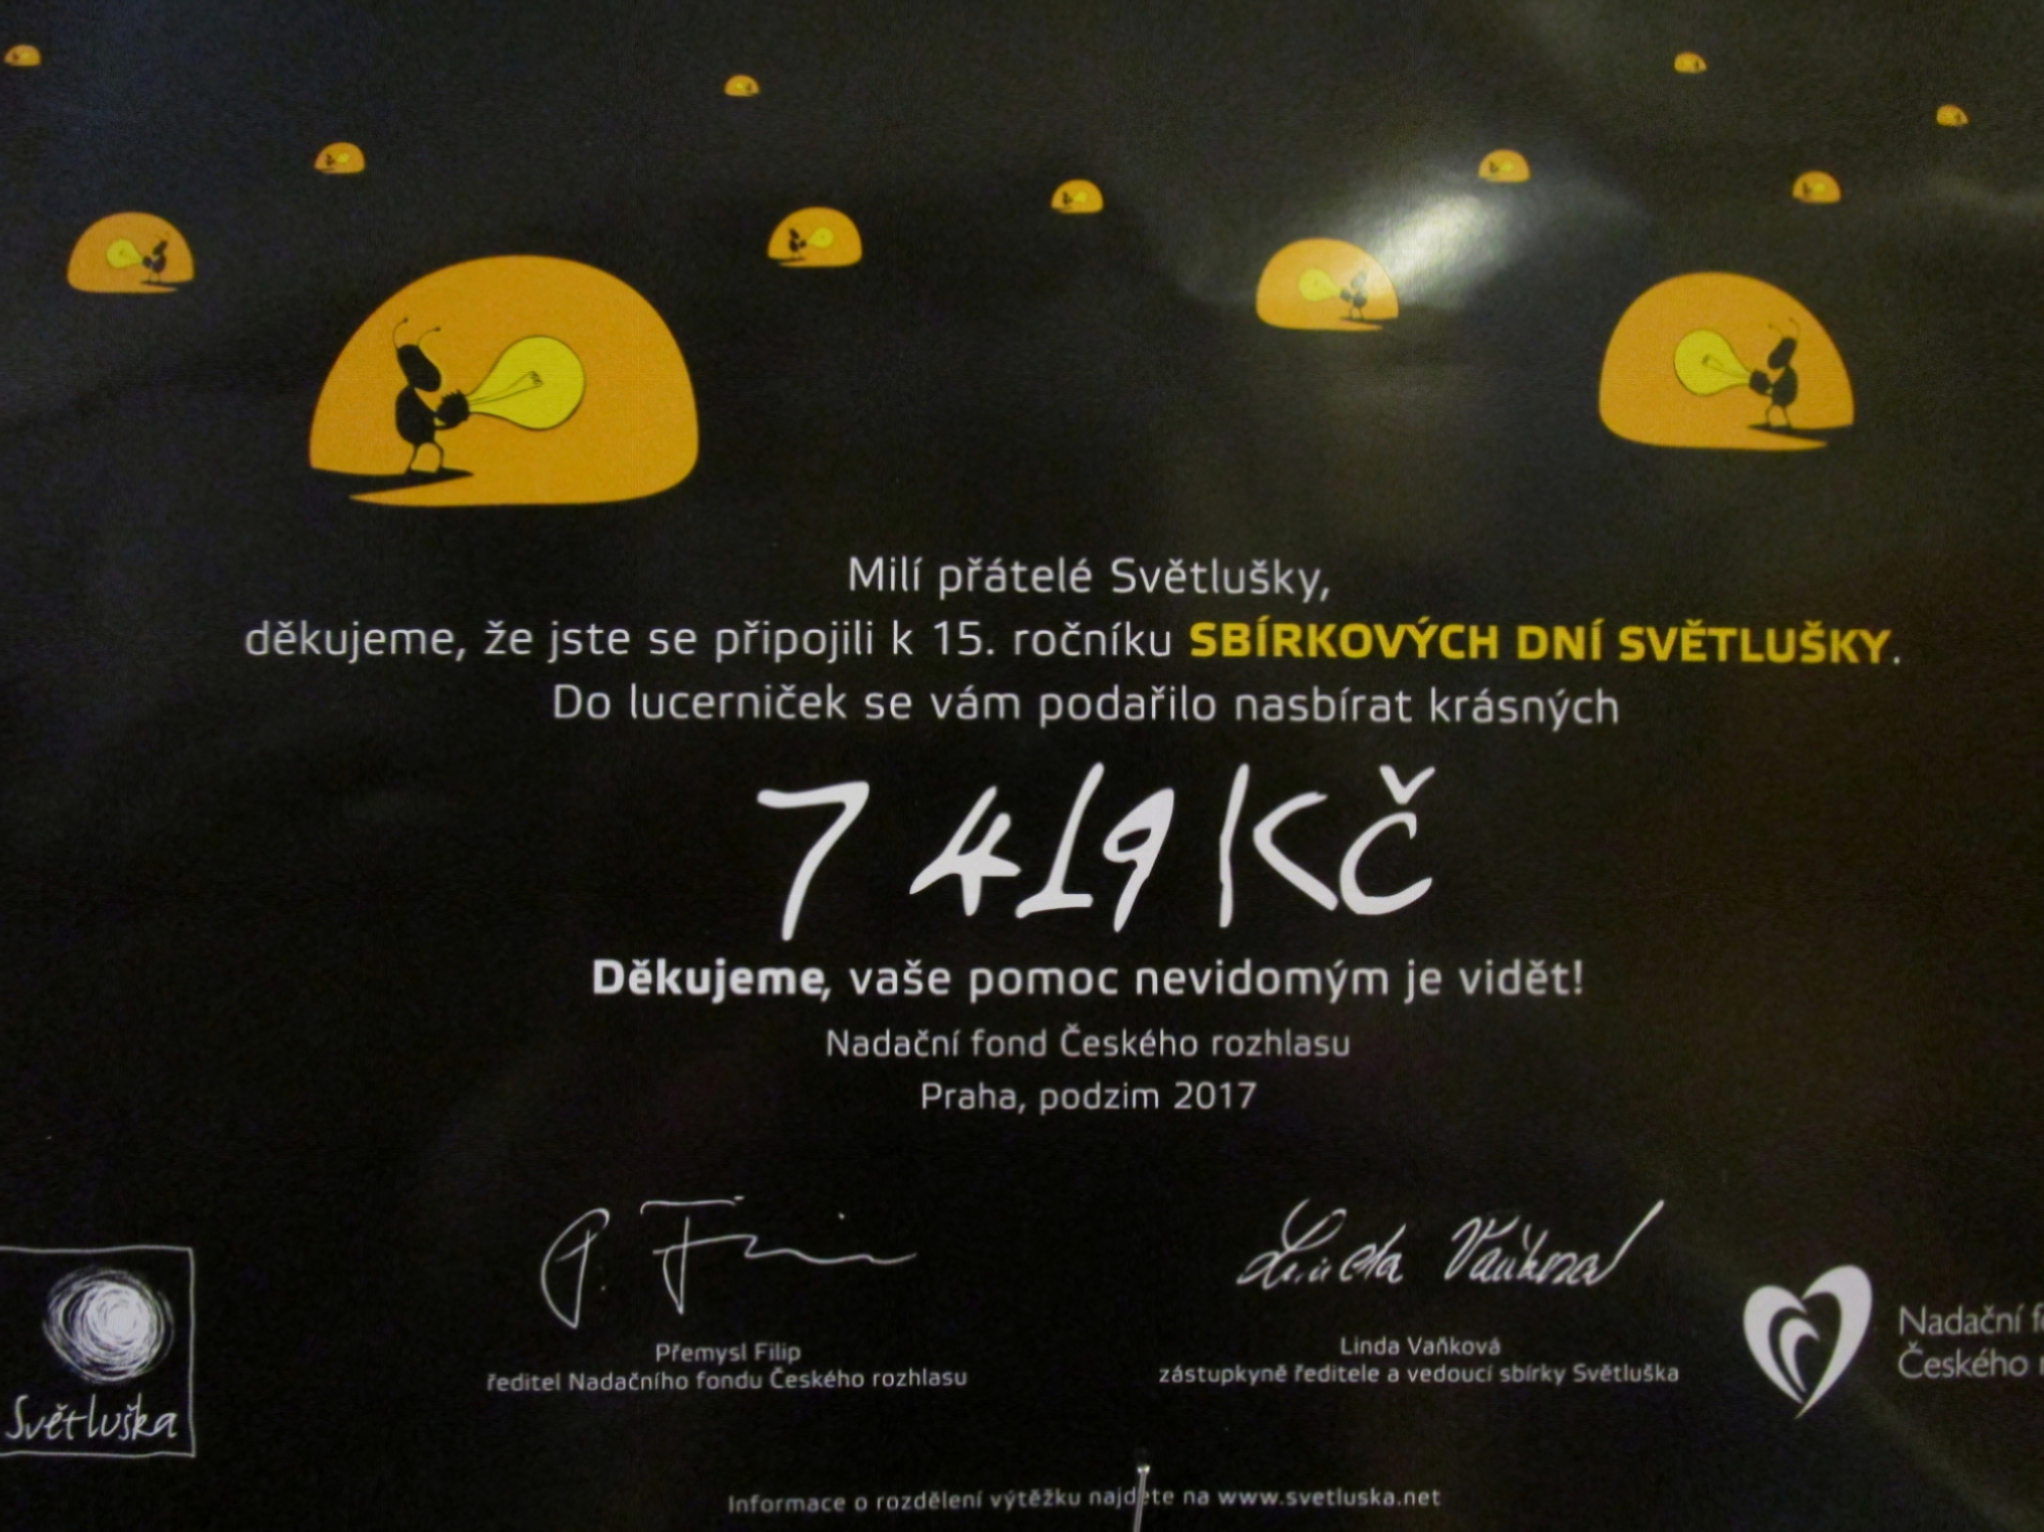 Milí přátelé Světlušky,
děkujeme, že jste se připojili k 15. ročníku SBÍRKOVÝCH DNÍ SVĚTLUŠKY.
Do lucerniček se vám podařilo nasbírat krásných
7 419 Kč
Děkujeme, vaše pomoc nevidomým je vidět!
Nadační fond Českého rozhlasu
Praha, podzim 2017
P. Fi
Linda Vaňková
Přemysl Filip
ředitel Nadačního fondu Českého rozhlasu
Linda Vaňková
zástupkyně ředitele a vedoucí sbírky Světluška
Světluška
Nadační
Českého
Informace o rozdělení výtěžku najdete na www.svetluska.net